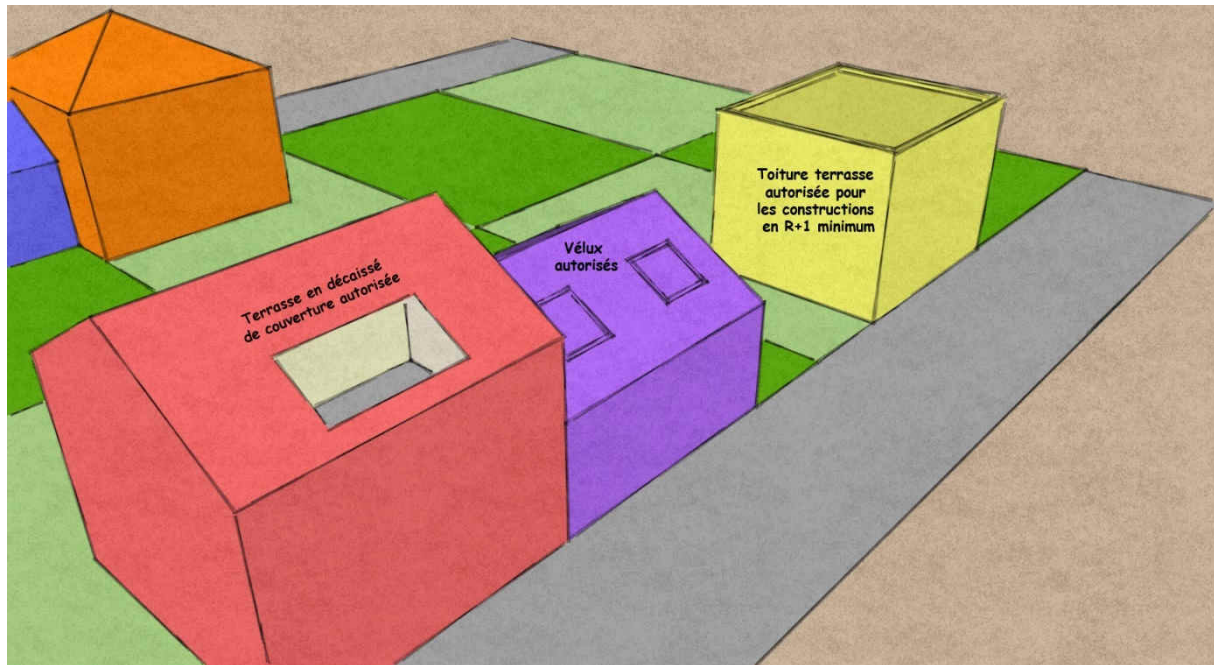 Terrasse en décaissé
de couverture autorisée
Vélux
autorisés
Toiture terrasse
autorisée pour
les constructions
en R+1 minimum